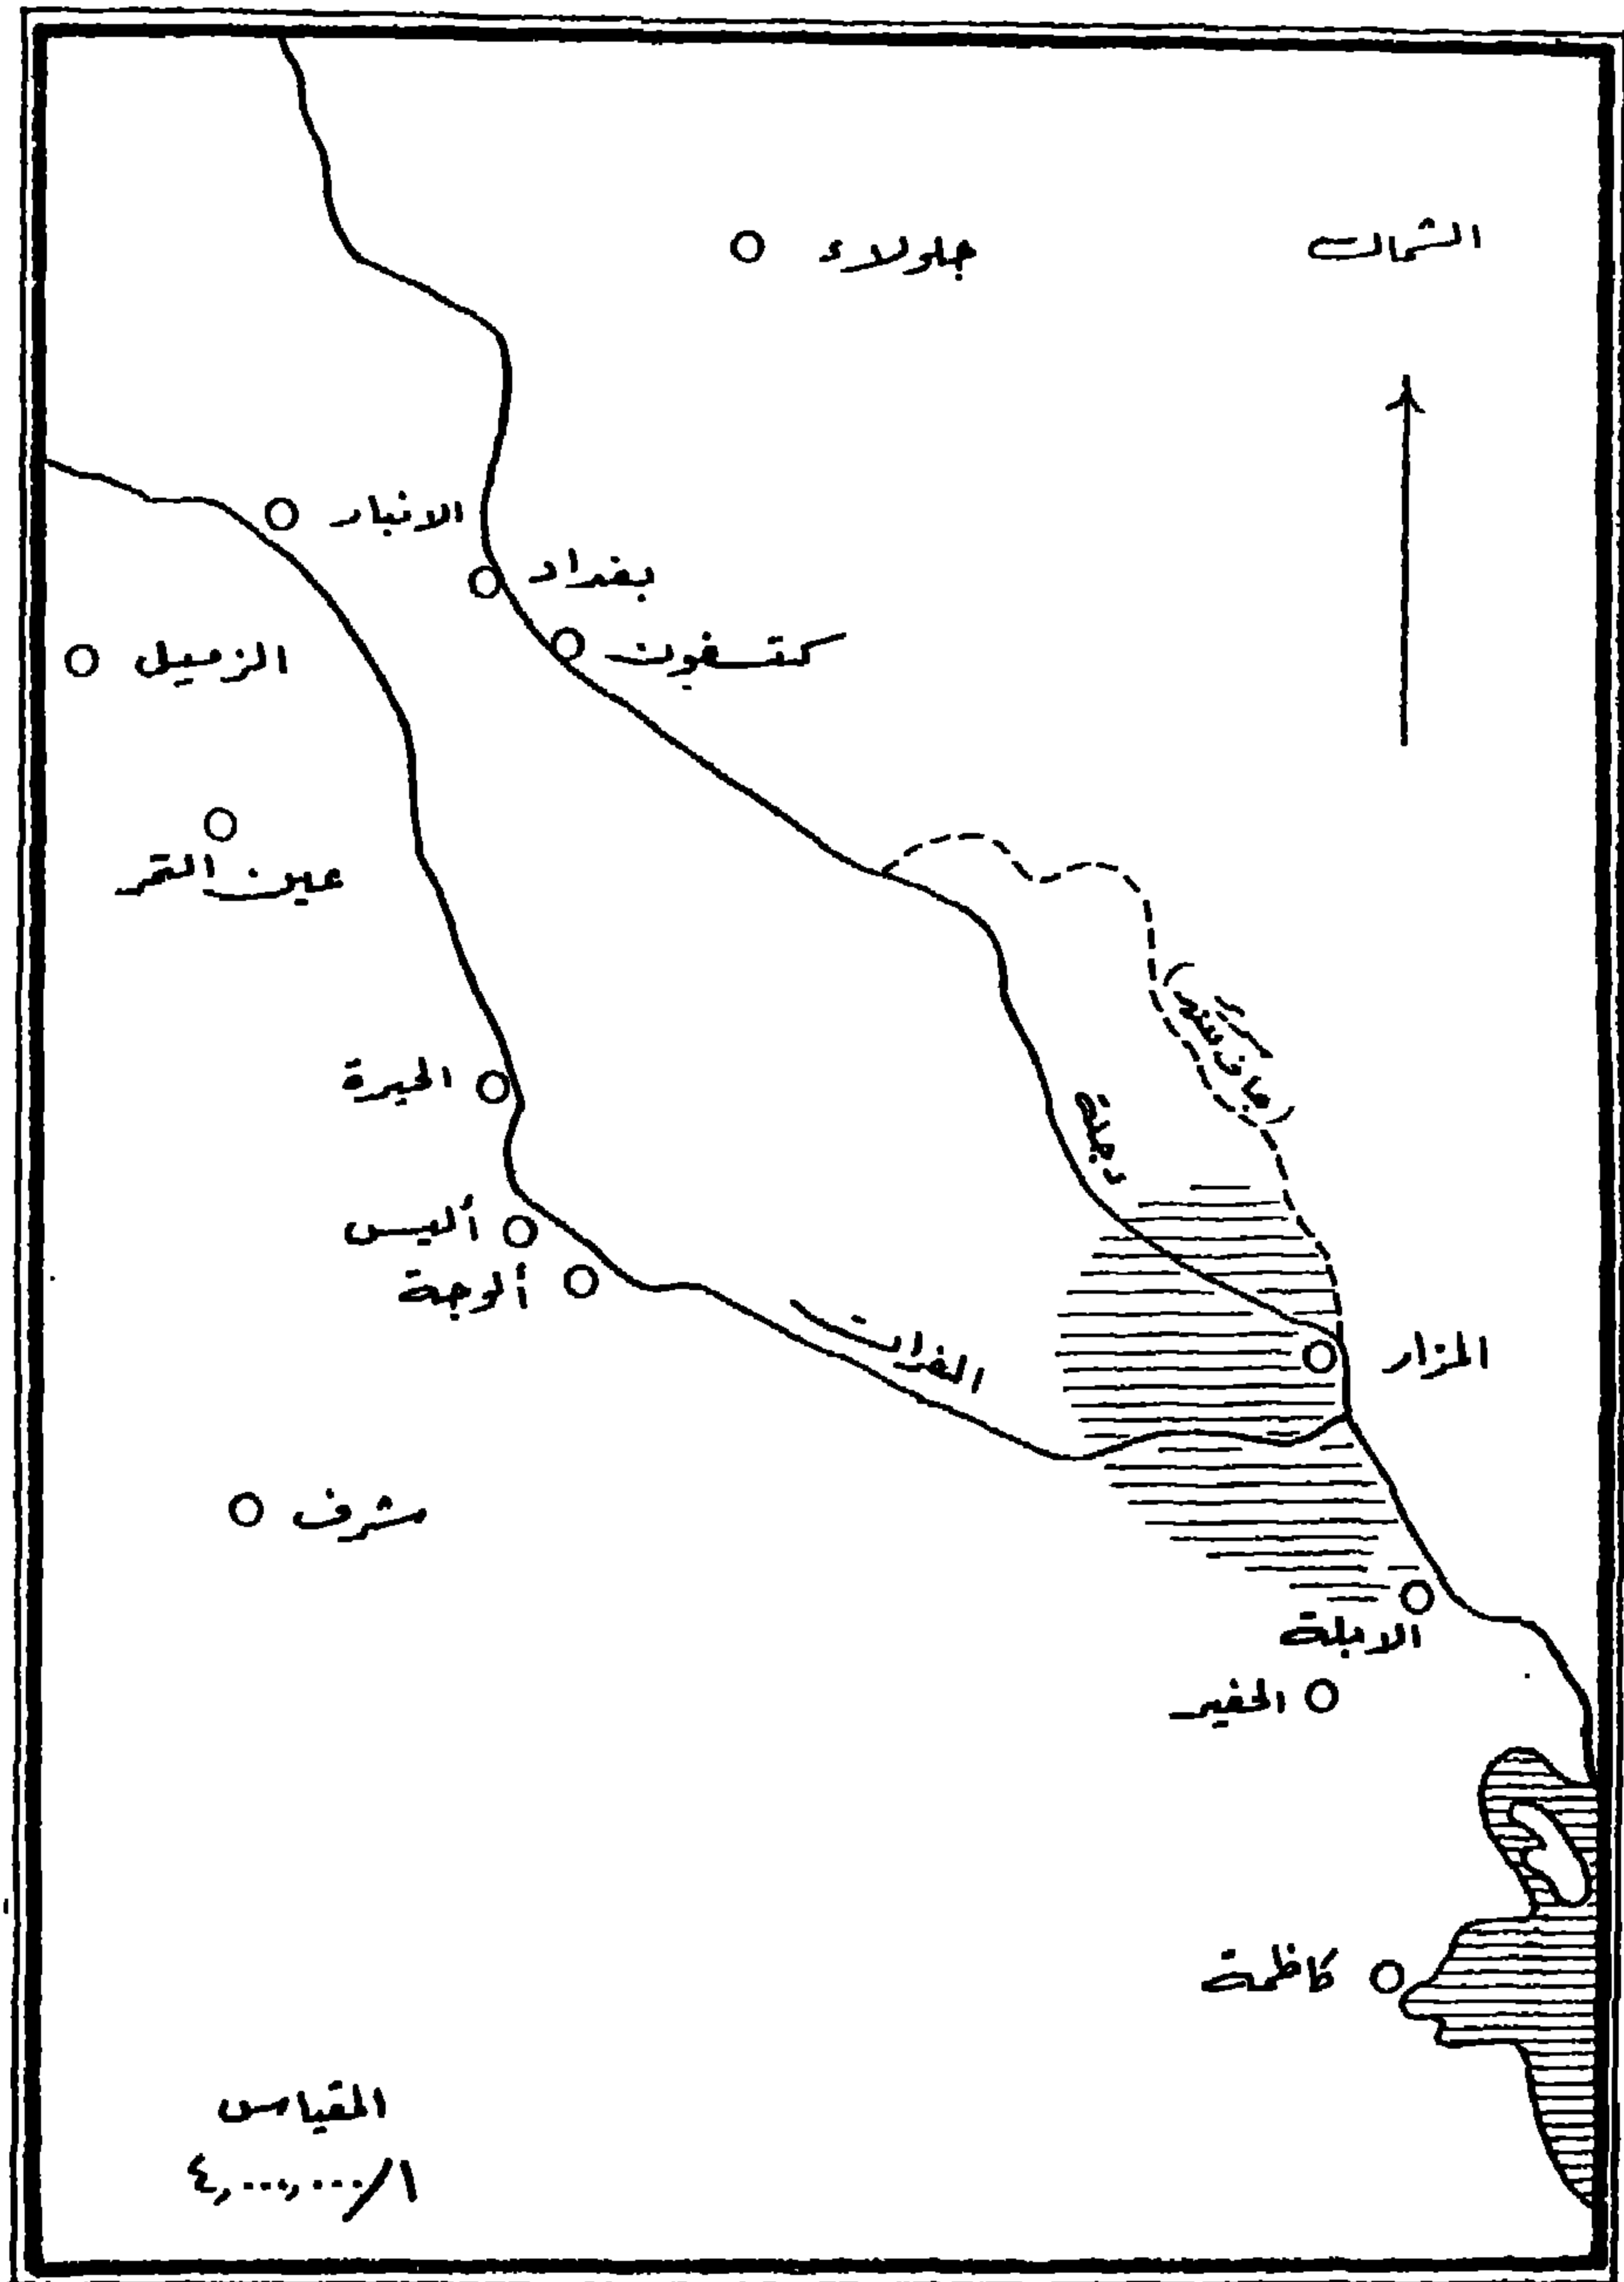 الشمال
جلولاء
الانبار
بغداد
كتسفون
الزميل
عين التمر
الحيرة
دجلة
أليس
ألوجة
الفرات
المزار
مشرف
الابلة
الحفير
كاظمة
المقياس
١/٤,٠٠٠,٠٠٠